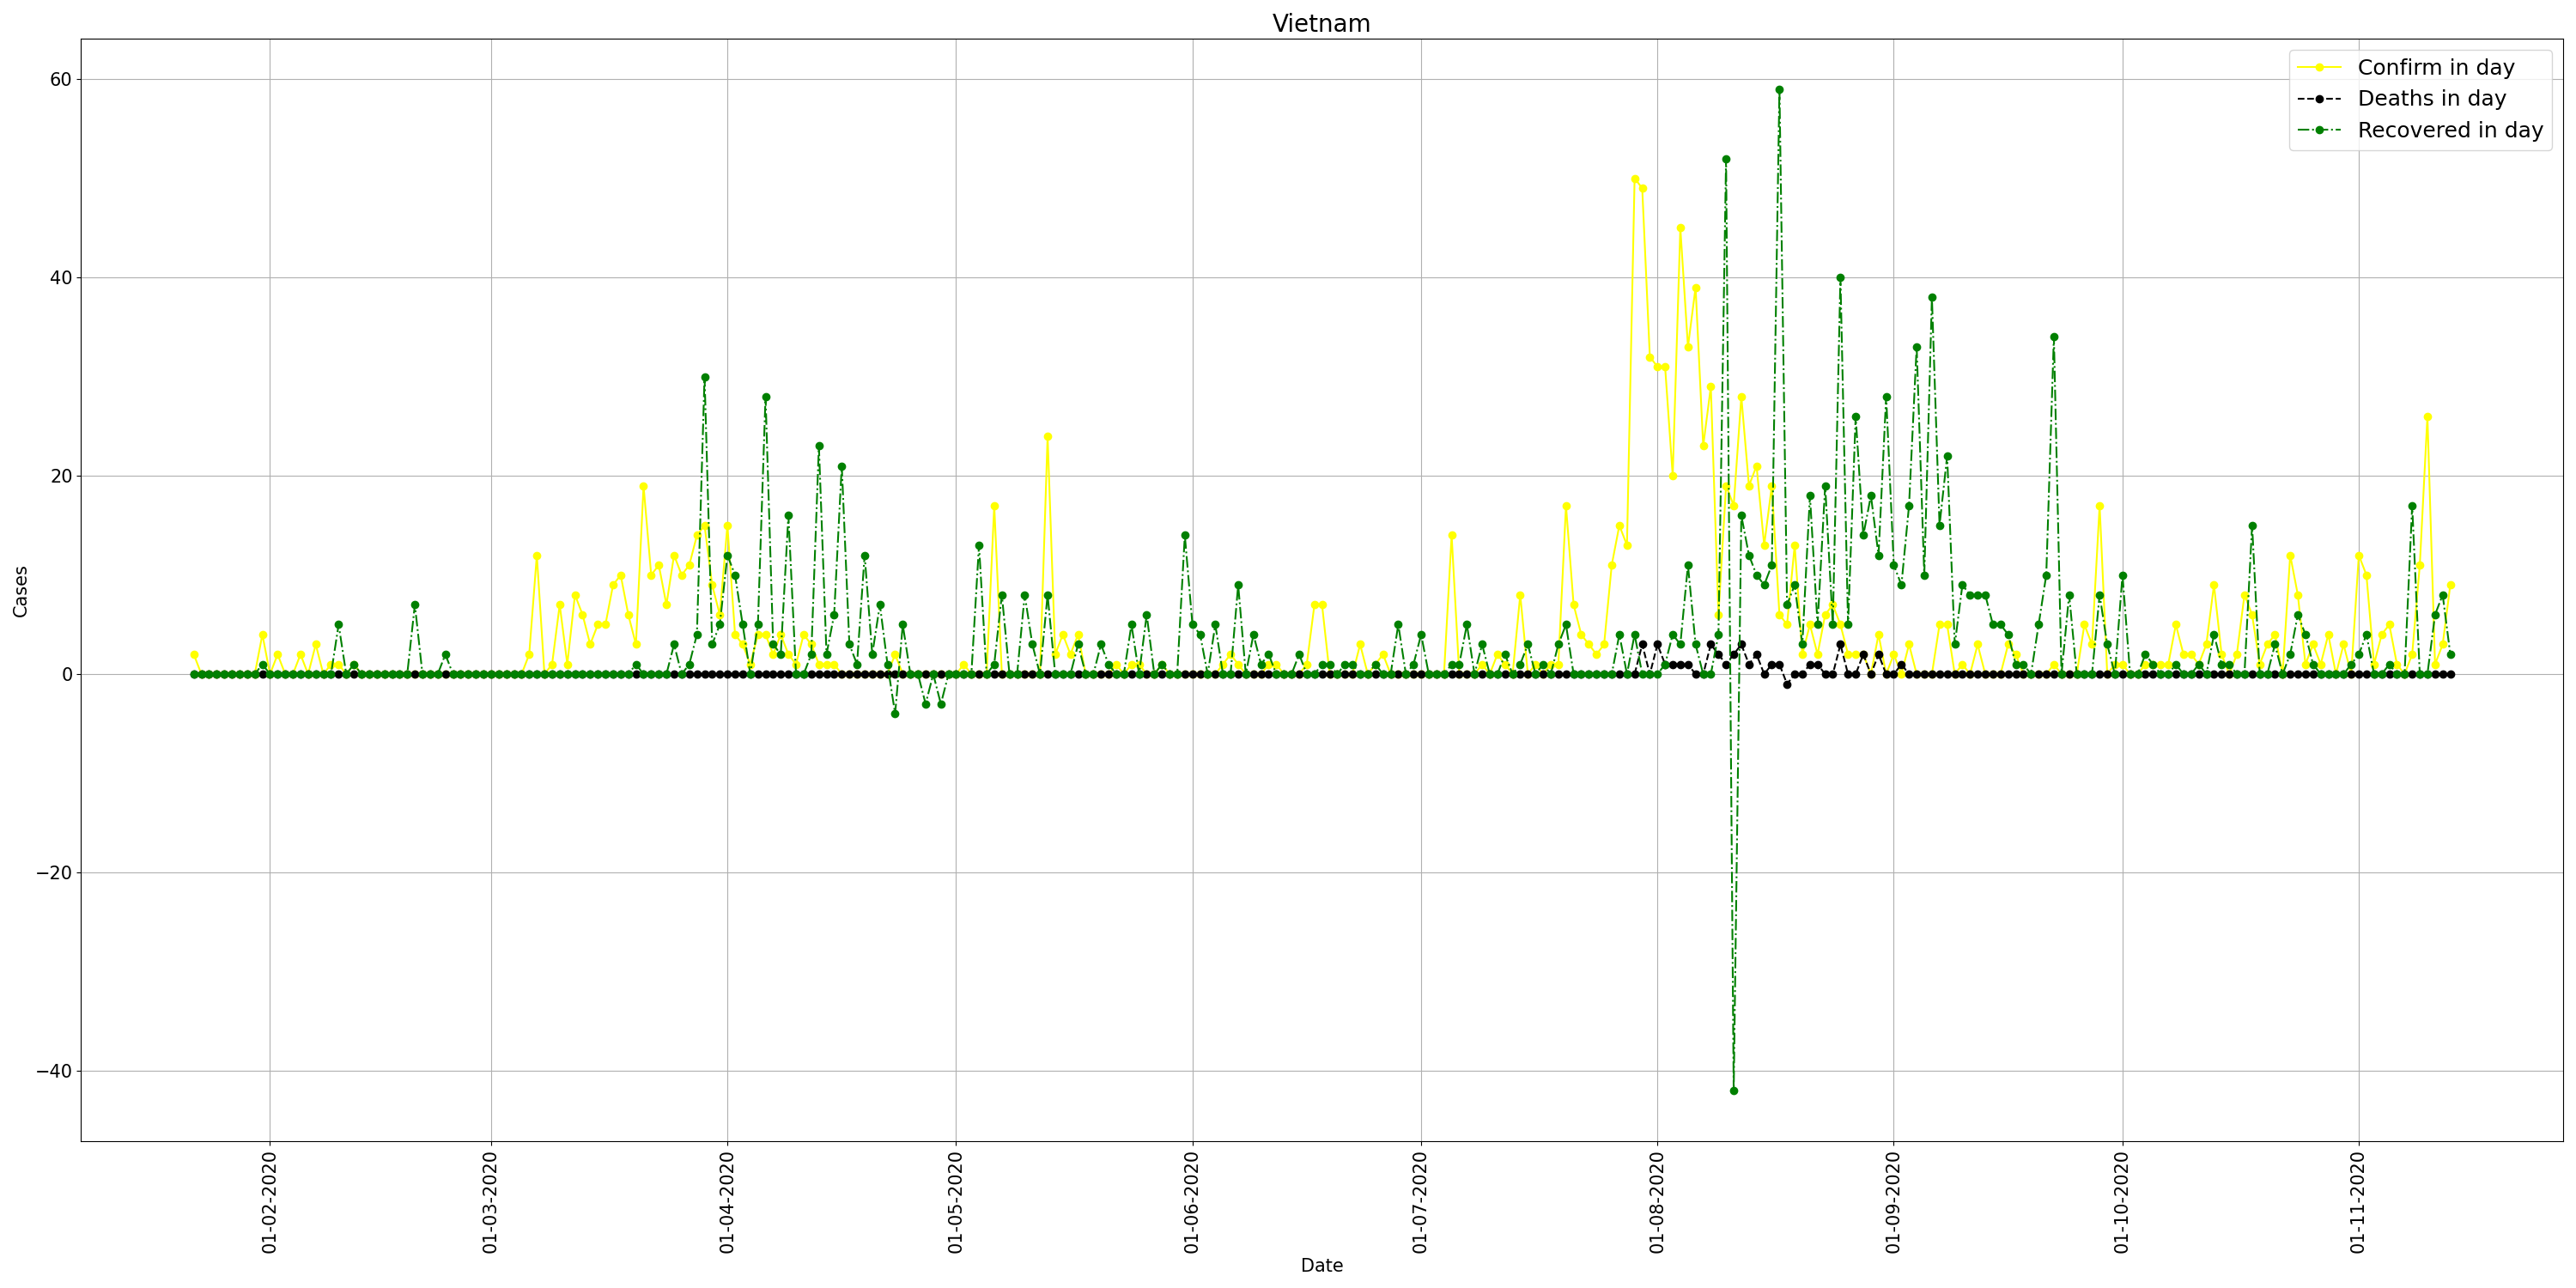 Vietnam
Confirm in day
Deaths in day
Recovered in day
60
40
20
0
−20
−40
Cases
01-02-2020
01-03-2020
01-04-2020
01-05-2020
01-06-2020
01-07-2020
01-08-2020
01-09-2020
01-10-2020
01-11-2020
Date